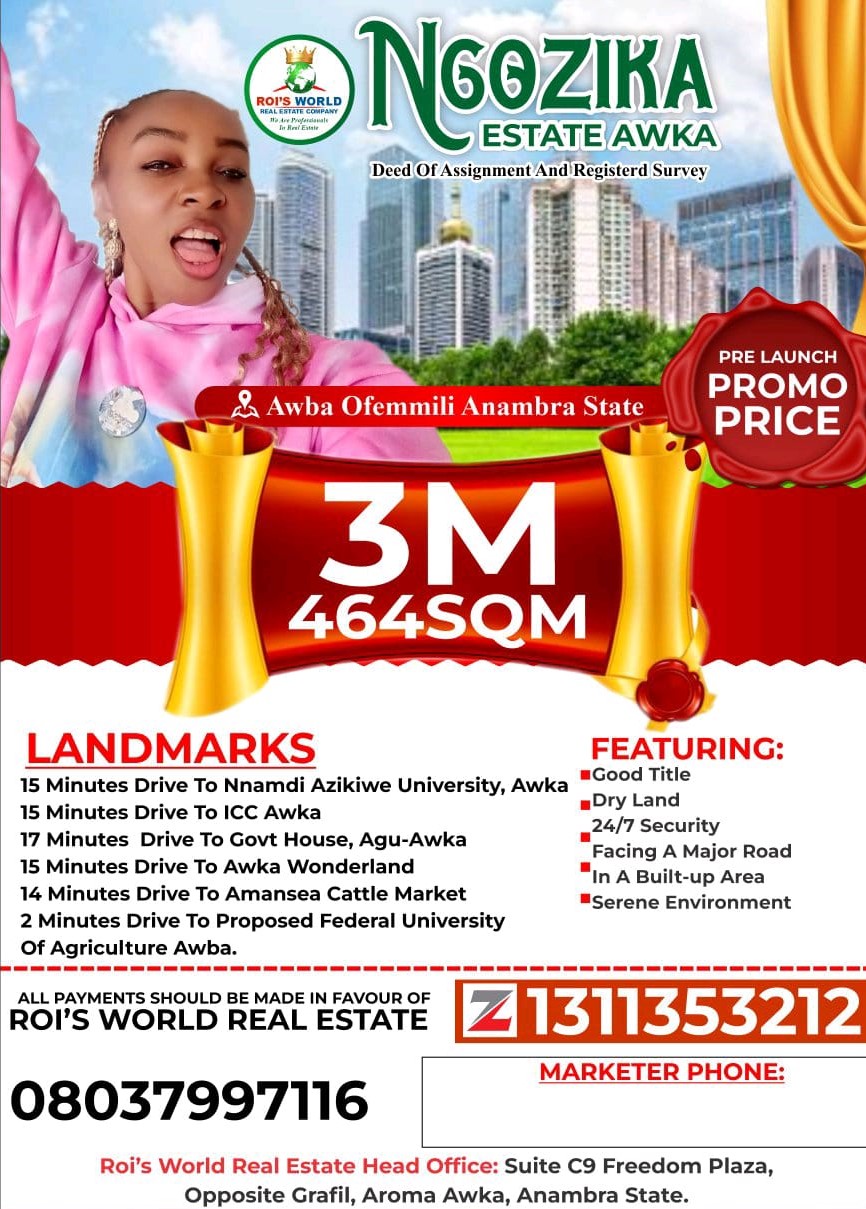 NGOZIKA
ESTATE AWKA
ROI'S WORLD
REAL ESTATE COMPANY
We Are Professionals
In Real Estate
Deed Of Assignment And Registerd Survey
PRE LAUNCH
PROMO
PRICE
Awba Ofemmili Anambra State
3M
464SQM
LANDMARKS
15 Minutes Drive To Nnamdi Azikiwe University, Awka
15 Minutes Drive To ICC Awka
17 Minutes Drive To Govt House, Agu-Awka
15 Minutes Drive To Awka Wonderland
14 Minutes Drive To Amansea Cattle Market
2 Minutes Drive To Proposed Federal University
Of Agriculture Awba.
FEATURING:
Good Title
Dry Land
24/7 Security
Facing A Major Road
In A Built-up Area
Serene Environment
ALL PAYMENTS SHOULD BE MADE IN FAVOUR OF
ROI'S WORLD REAL ESTATE
Z 1311353212
08037997116
MARKETER PHONE:
Roi's World Real Estate Head Office: Suite C9 Freedom Plaza,
Opposite Grafil, Aroma Awka, Anambra State.